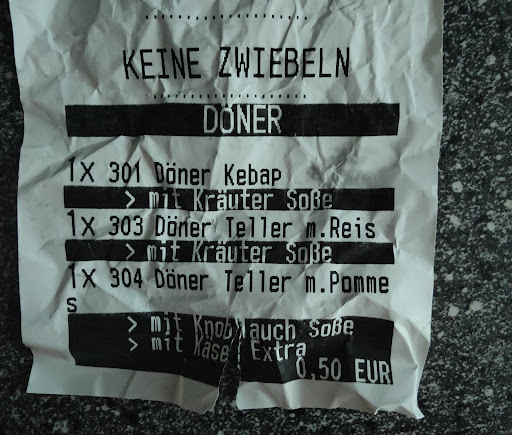 KEINE ZWIEBELN
DÖNER
1x 301 Döner Kebap
> mit Kräuter Soße
1x 303 Döner Teller m.Reis
> mit Kräuter Soße
1x 304 Döner Teller m.Pomme
s
> mit Knoblauch Soße
> mit Käse Extra
0,50 EUR